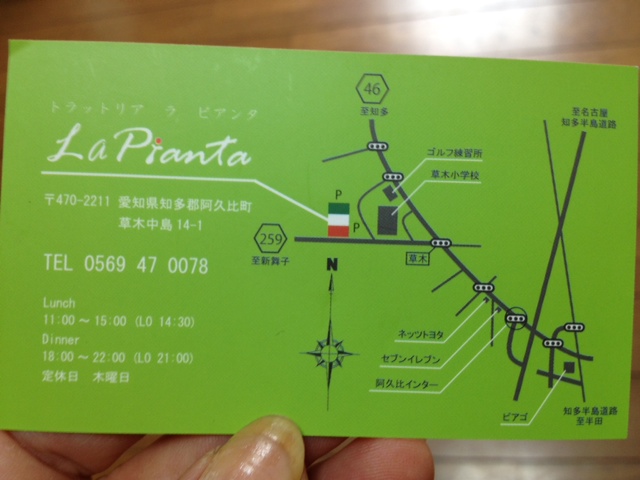 トラットリア ラ ピアンタ
La Pianta
〒470-2211 愛知県知多郡阿久比町
草木中島 14-1
TEL 0569 47 0078
Lunch
11:00～15:00 (LO 14:30)
Dinner
18:00～22:00 (LO 21:00)
定休日 木曜日
46
至知多
ゴルフ練習所
草木小学校
P
P
259
至新舞子
草木
N
至名古屋
知多半島道路
ネッツトヨタ
セブンイレブン
阿久比インター
ピアゴ
知多半島道路
至半田